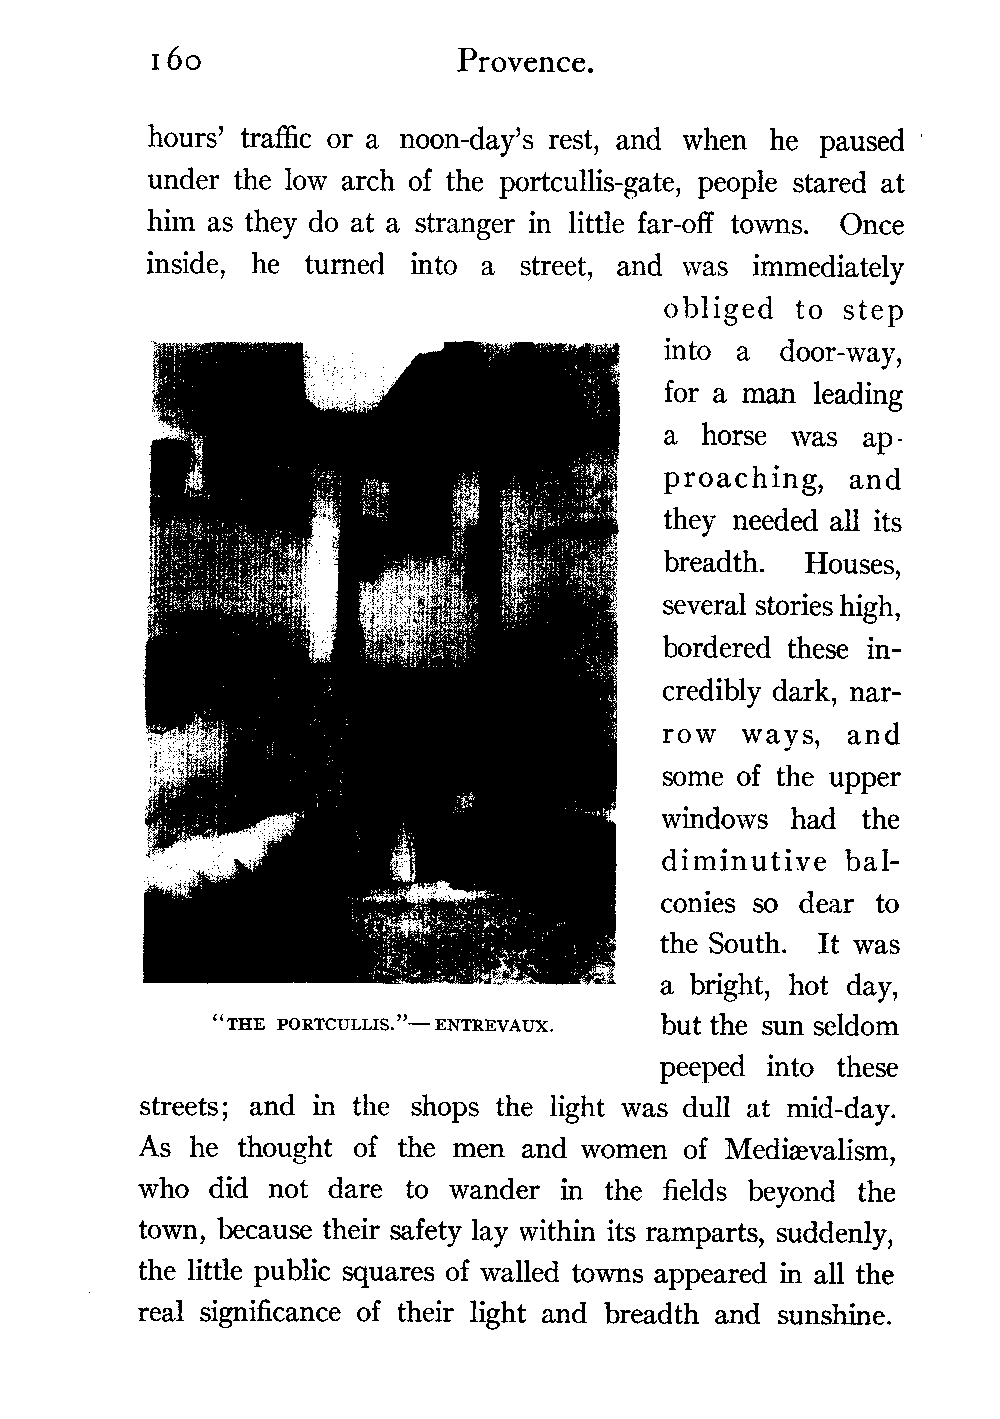 160 Provence.
hours' traffic or a noon-day's rest, and when he paused
under the low arch of the portcullis-gate, people stared at
him as they do at a stranger in little far-off towns. Once
inside, he turned into a street, and was immediately
obliged to step
into a door-way,
for a man leading
a horse was ap-
proaching, and
they needed all its
breadth. Houses,
several stories high,
bordered these in-
credibly dark, nar-
row ways, and
some of the upper
windows had the
diminutive bal-
conies so dear to
the South. It was
a bright, hot day,
but the sun seldom
peeped into these
"THE PORTCULLIS."—ENTREVAUX.
streets; and in the shops the light was dull at mid-day.
As he thought of the men and women of Mediævalism,
who did not dare to wander in the fields beyond the
town, because their safety lay within its ramparts, suddenly,
the little public squares of walled towns appeared in all the
real significance of their light and breadth and sunshine.